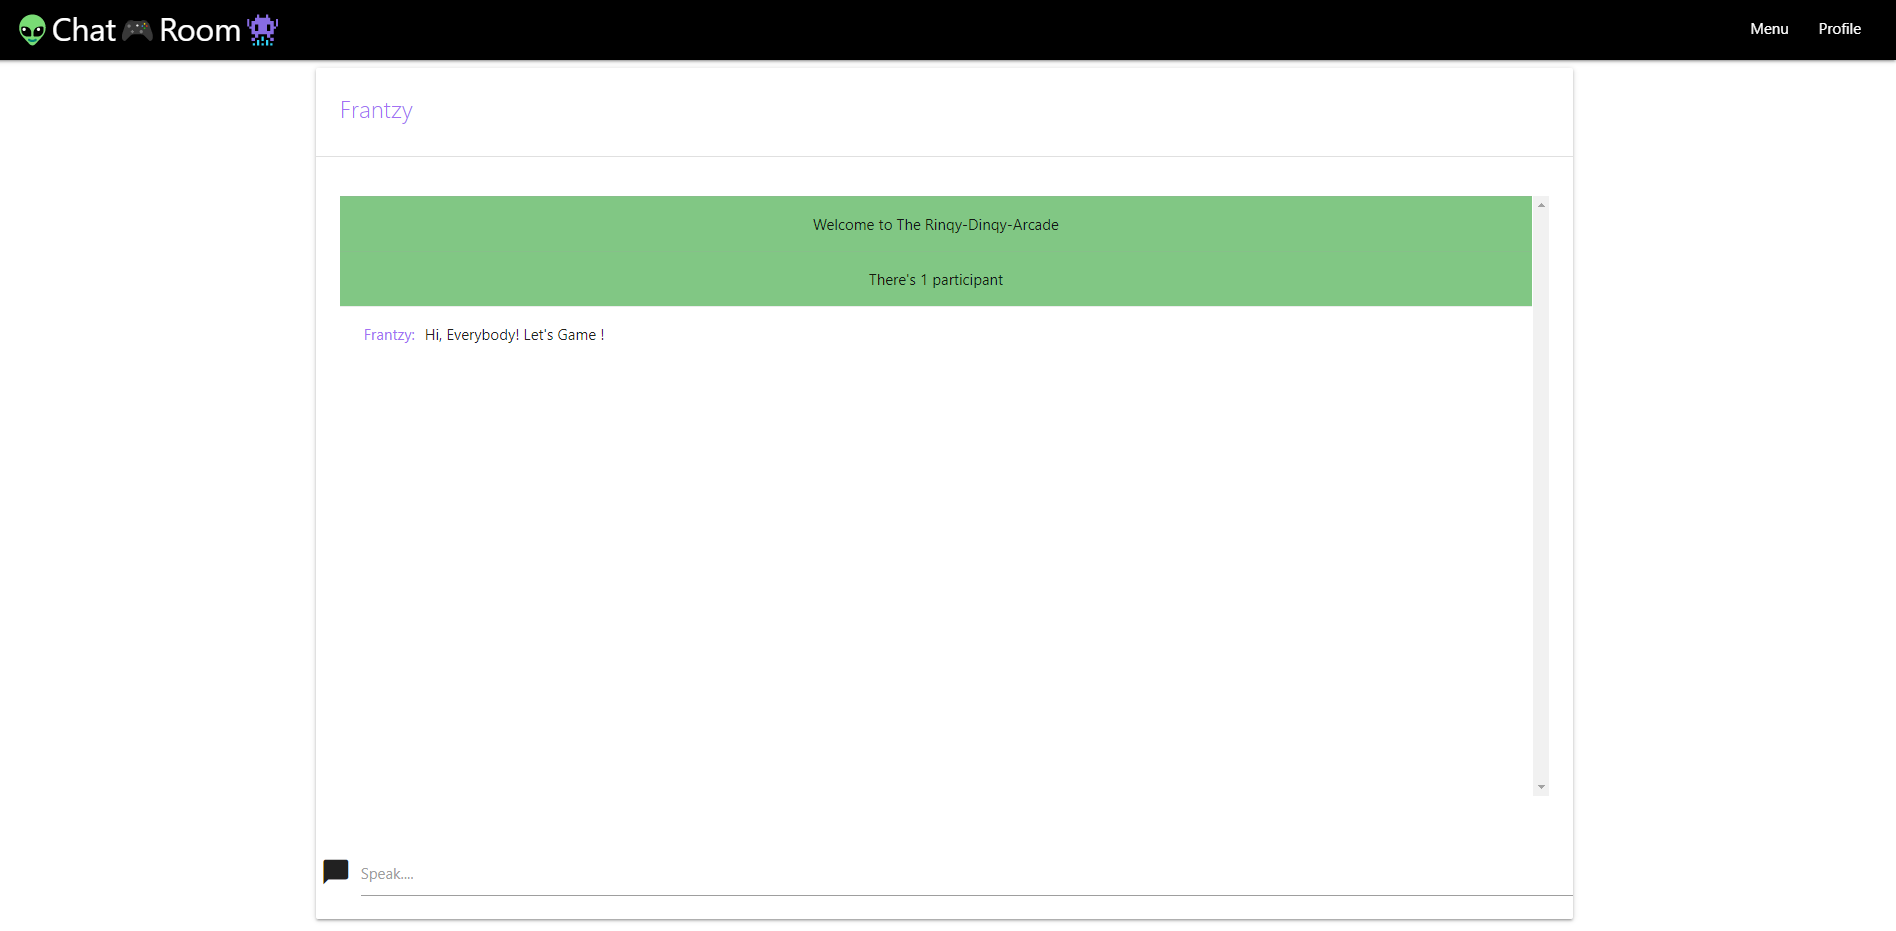 👽Chat🎮Room👾
Menu
Profile
Frantzy
Welcome to The Rinqy-Dinqy-Arcade
There's 1 participant
Frantzy: Hi, Everybody! Let's Game !
Speak....